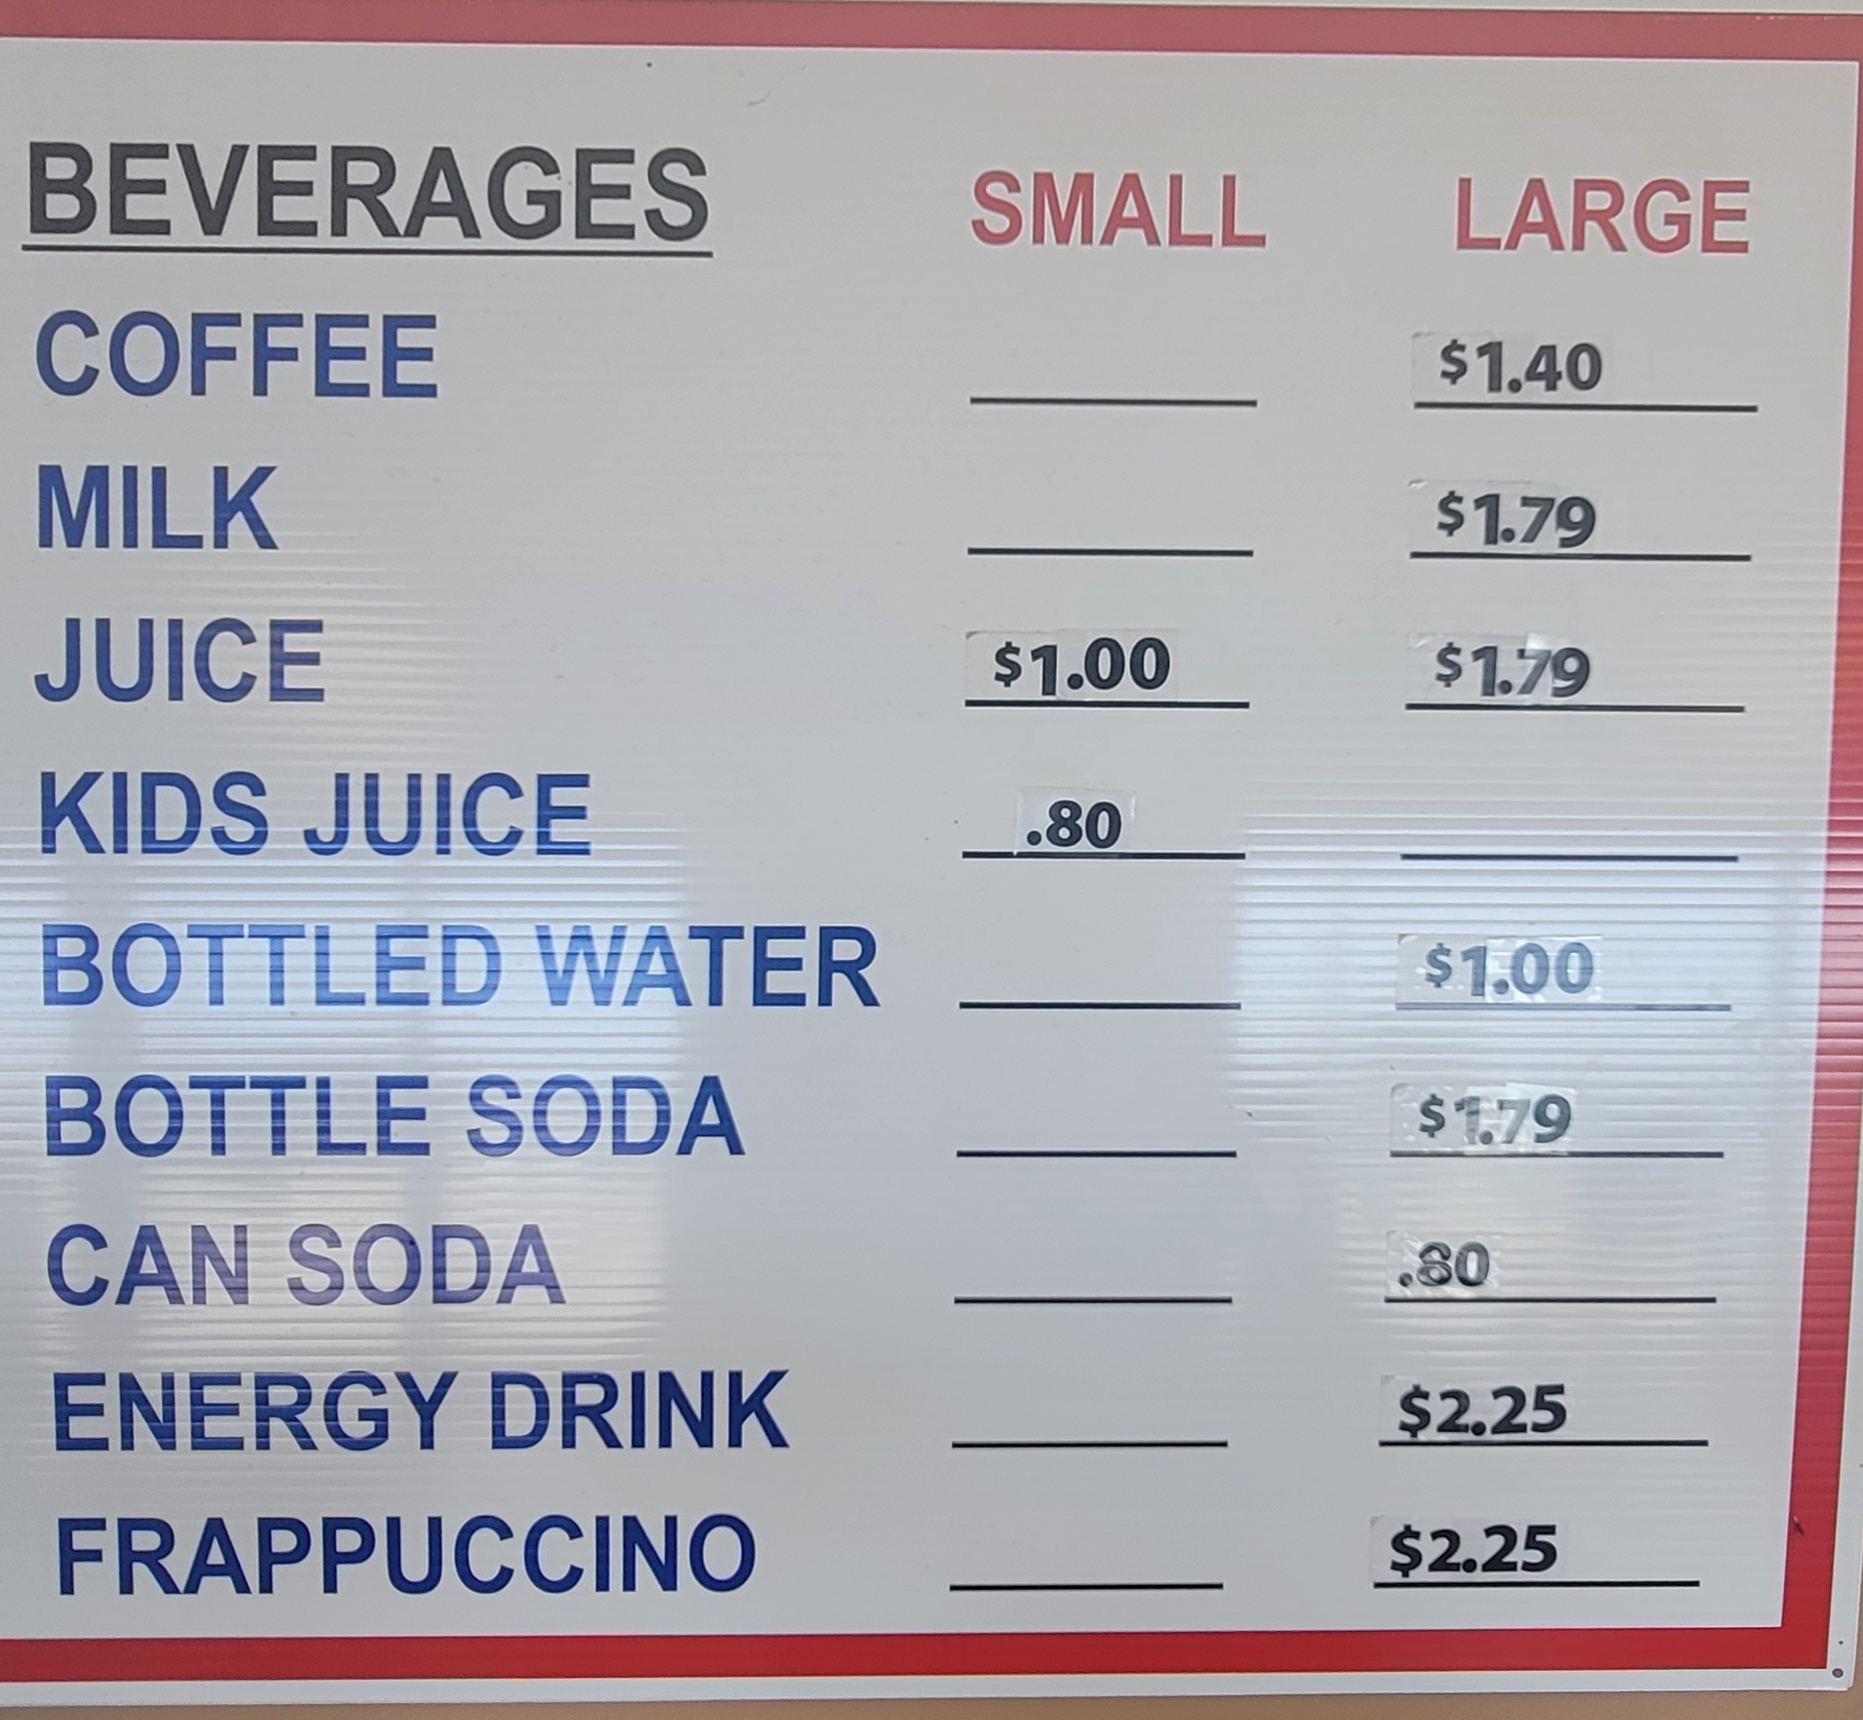 BEVERAGES SMALL LARGE
COFFEE $1.40
MILK $1.79
JUICE $1.00 $1.79
KIDS JUICE .80
BOTTLED WATER $1.00
BOTTLE SODA $1.79
CAN SODA .80
ENERGY DRINK $2.25
FRAPPUCCINO $2.25